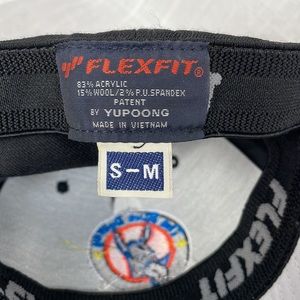 FLEXFIT®
83% ACRYLIC
15% WOOL/2% P.U.SPANDEX
PATENT
BY YUPOONG
MADE IN VIETNAM
S-M
FLEXFIT